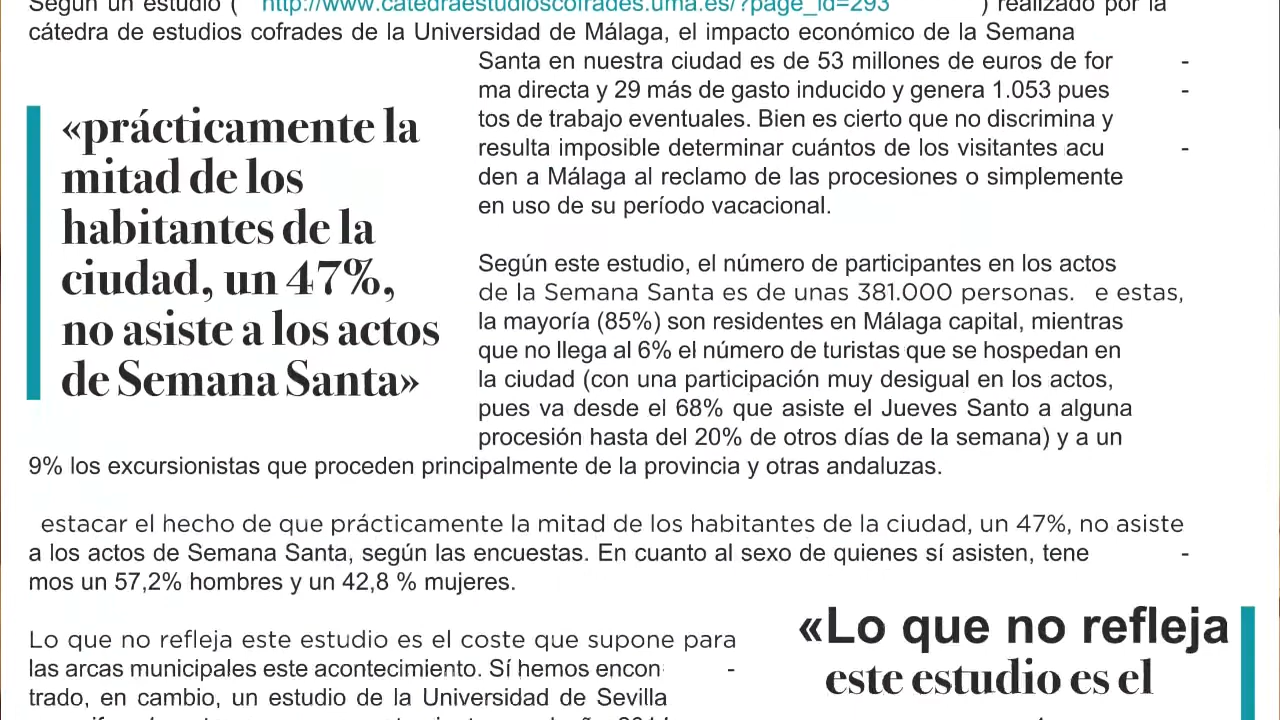 Según un estudio ( http://www.catedraestudioscofrades.uma.es/?page_id=293 ) realizado por la
cátedra de estudios cofrades de la Universidad de Málaga, el impacto económico de la Semana
Santa en nuestra ciudad es de 53 millones de euros de for -
ma directa y 29 más de gasto inducido y genera 1.053 pues -
tos de trabajo eventuales. Bien es cierto que no discrimina y
resulta imposible determinar cuántos de los visitantes acu -
den a Málaga al reclamo de las procesiones o simplemente
en uso de su período vacacional.
«prácticamente la
mitad de los
habitantes de la
ciudad, un 47%,
no asiste a los actos
de Semana Santa»
Según este estudio, el número de participantes en los actos
de la Semana Santa es de unas 381.000 personas. e estas,
la mayoría (85%) son residentes en Málaga capital, mientras
que no llega al 6% el número de turistas que se hospedan en
la ciudad (con una participación muy desigual en los actos,
pues va desde el 68% que asiste el Jueves Santo a alguna
procesión hasta del 20% de otros días de la semana) y a un
9% los excursionistas que proceden principalmente de la provincia y otras andaluzas.
estacar el hecho de que prácticamente la mitad de los habitantes de la ciudad, un 47%, no asiste
a los actos de Semana Santa, según las encuestas. En cuanto al sexo de quienes sí asisten, tene -
mos un 57,2% hombres y un 42,8 % mujeres.
Lo que no refleja este estudio es el coste que supone para
las arcas municipales este acontecimiento. Sí hemos encon -
trado, en cambio, un estudio de la Universidad de Sevilla
«Lo que no refleja
este estudio es el